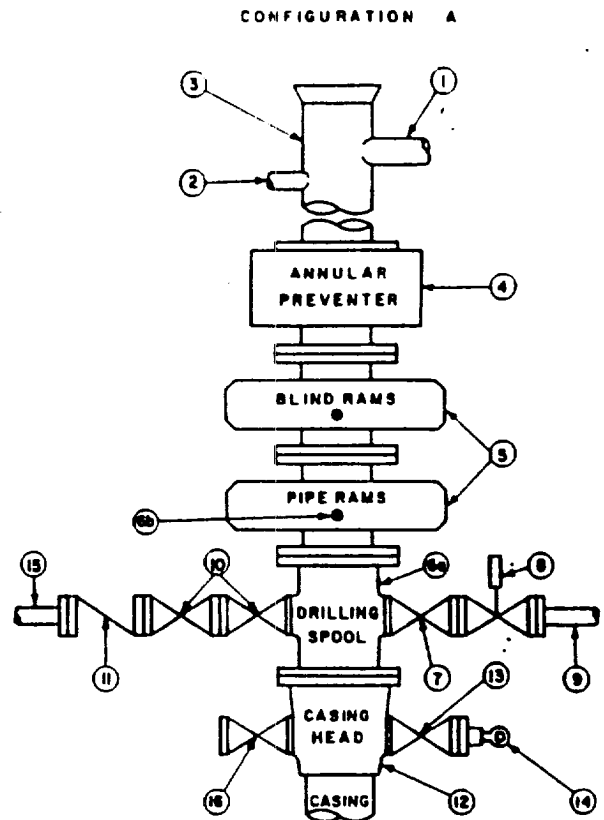 CONFIGURATION A
1
3
2
ANNULAR
PREVENTER
4
BLIND RAMS
5
PIPE RAMS
6b
6a
8
15
10
DRILLING
SPOOL
11
7
9
13
CASING
HEAD
16
12
14
CASING